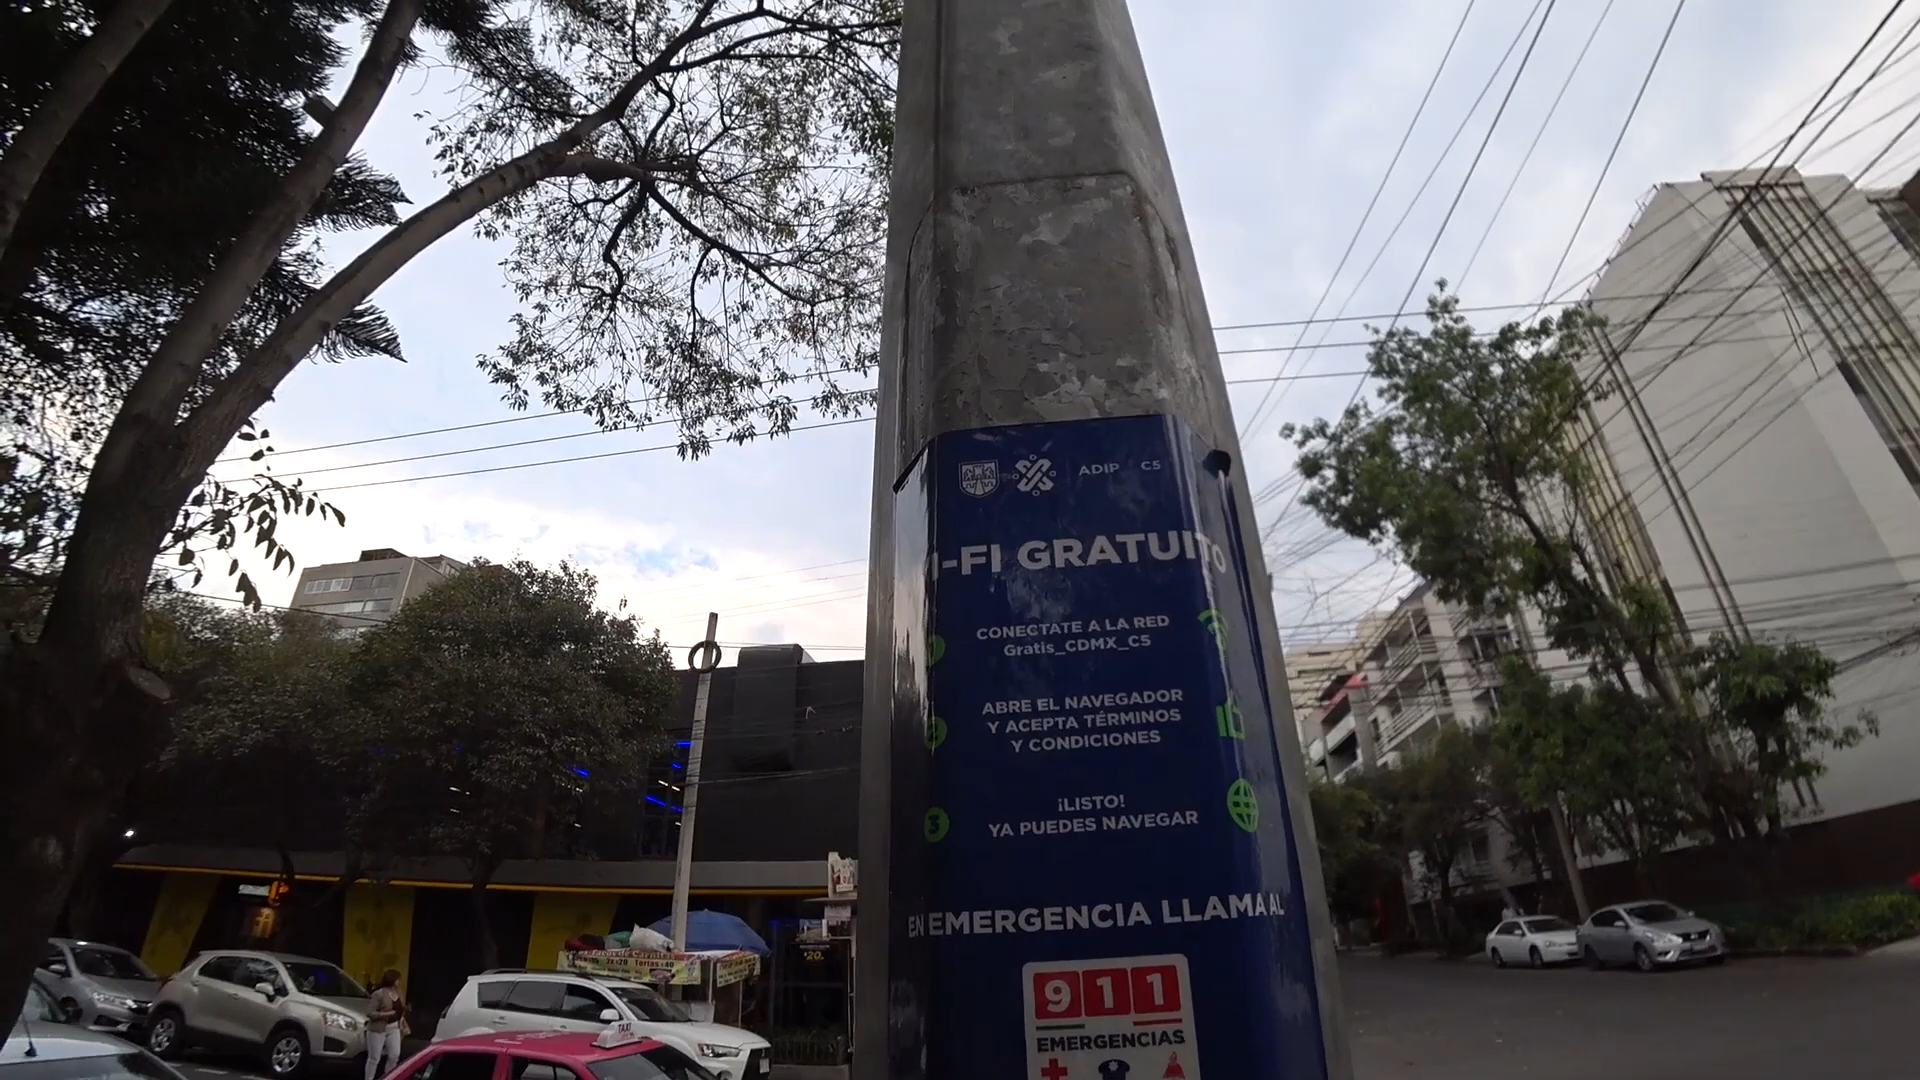 ADIP C5
I-FI GRATUITO
CONECTATE A LA RED
Gratis_CDMX_C5
ABRE EL NAVEGADOR
Y ACEPTA TÉRMINOS
Y CONDICIONES
3
¡LISTO!
YA PUEDES NAVEGAR
EN EMERGENCIA LLAMA AL
911
EMERGENCIAS
TAXI